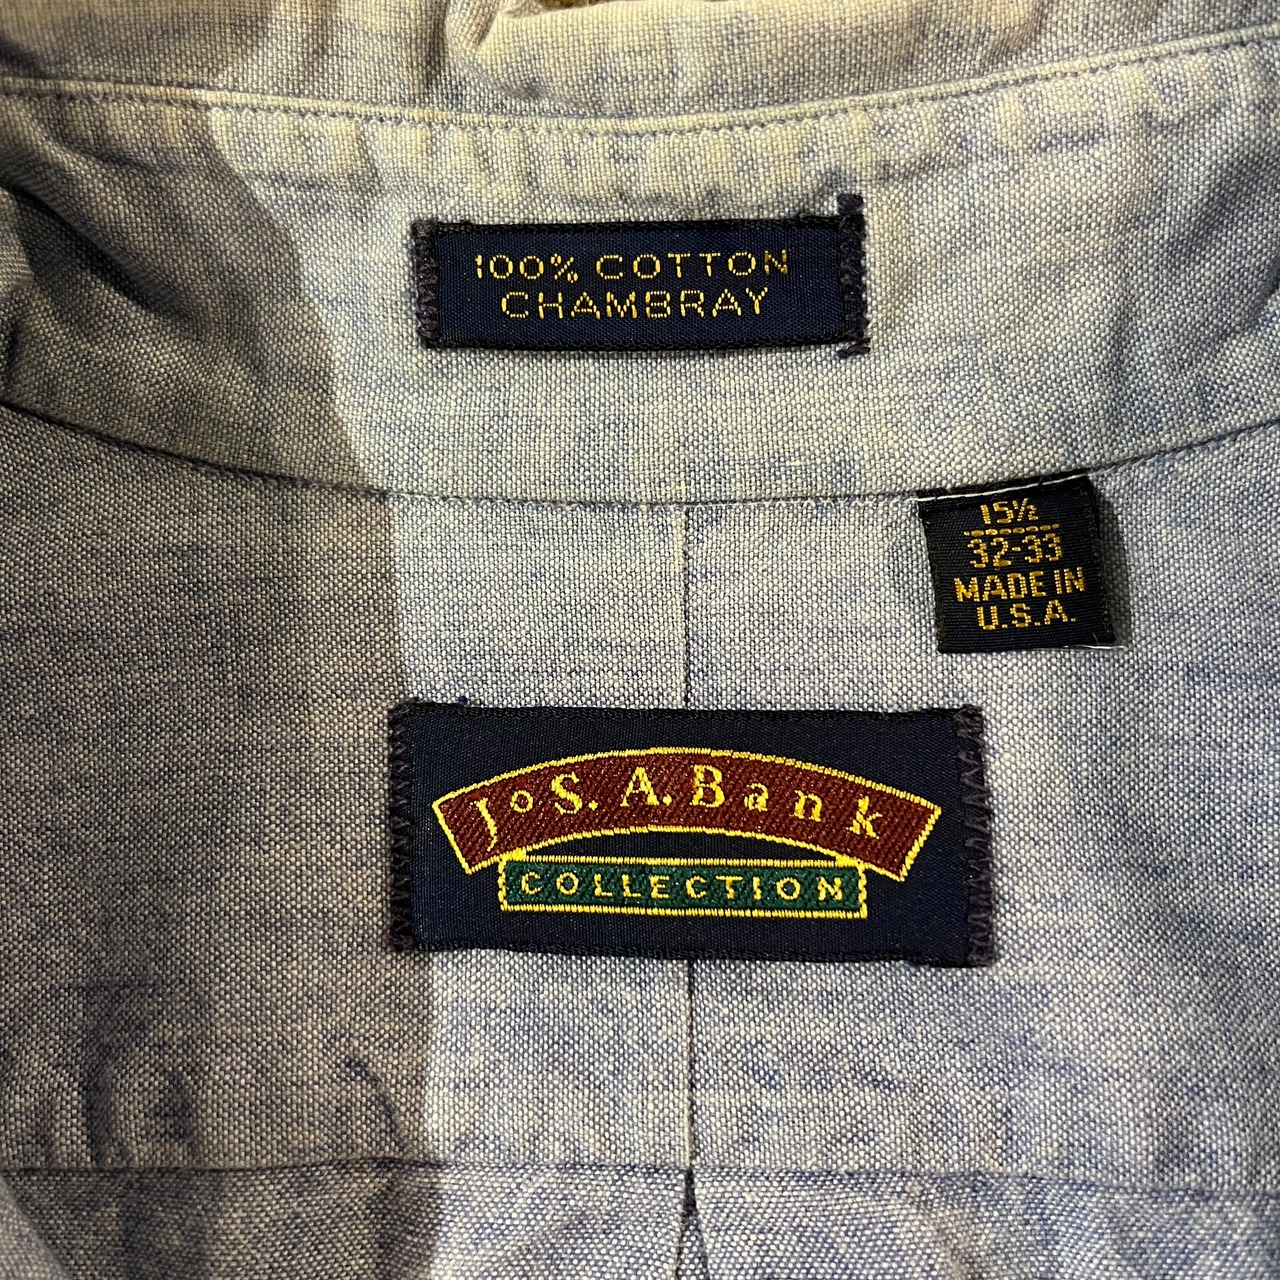 100% COTTON
CHAMBRAY
15½
32-33
MADE IN
U.S.A.
JoS. A. Bank
COLLECTION